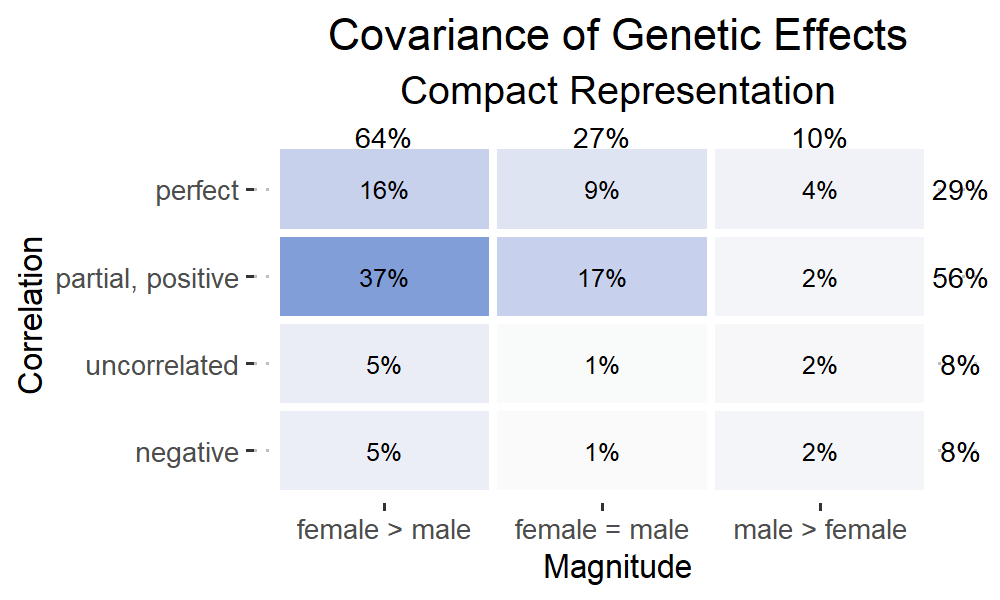 Covariance of Genetic Effects
Compact Representation
64% 27% 10%
perfect 16% 9% 4% 29%
partial, positive 37% 17% 2% 56%
uncorrelated 5% 1% 2% 8%
negative 5% 1% 2% 8%
female > male female = male male > female
Magnitude
Correlation